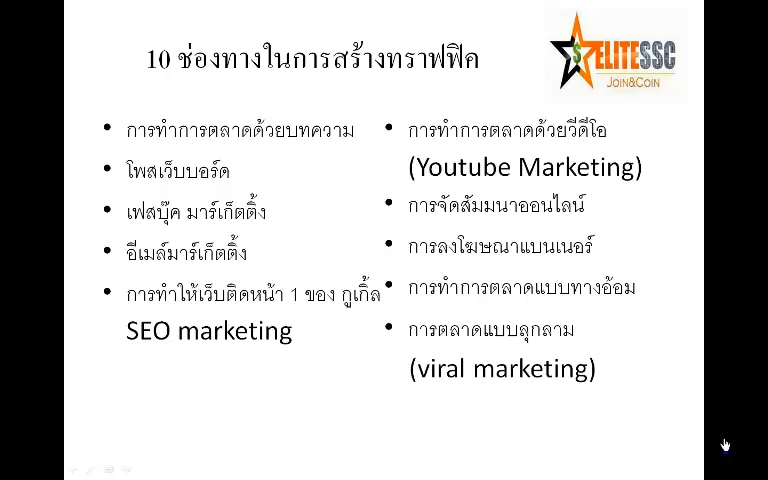 10 ช่องทางในการสร้างทราฟฟิค
$ELITESSC
JOIN&COIN
• การทำการตลาดด้วยบทความ
• โพสเว็บบอร์ด
• เฟสบุ๊ค มาร์เก็ตติ้ง
• อีเมล์มาร์เก็ตติ้ง
• การทำให้เว็บติดหน้า 1 ของ กูเกิ้ล
SEO marketing
• การทำการตลาดด้วยวีดีโอ
(Youtube Marketing)
• การจัดสัมมนาออนไลน์
• การลงโฆษณาแบนเนอร์
• การทำการตลาดแบบทางอ้อม
• การตลาดแบบลุกลาม
(viral marketing)